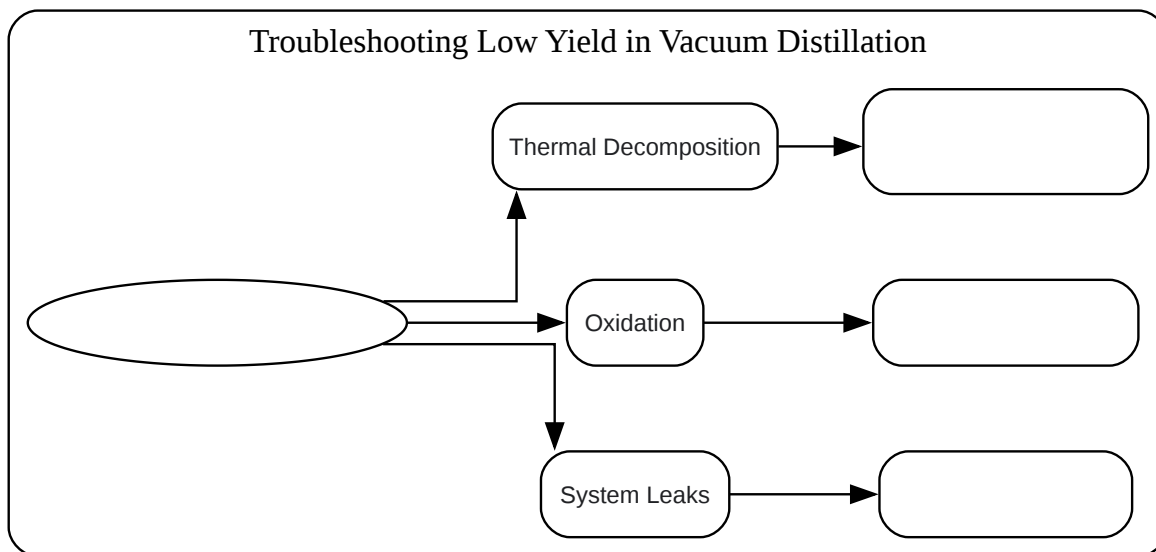 Troubleshooting Low Yield in Vacuum Distillation
Thermal Decomposition
Oxidation
System Leaks